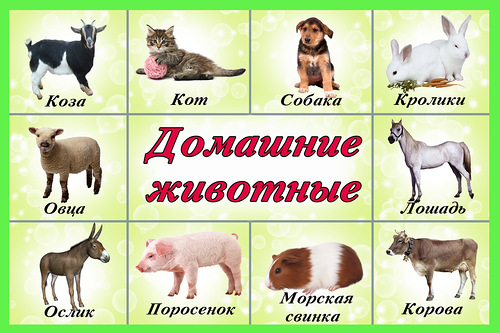 Коза
Кот
Собака
Кролики
Домашние
животные
Овца
Лошадь
Ослик
Поросенок
Морская
свинка
Корова